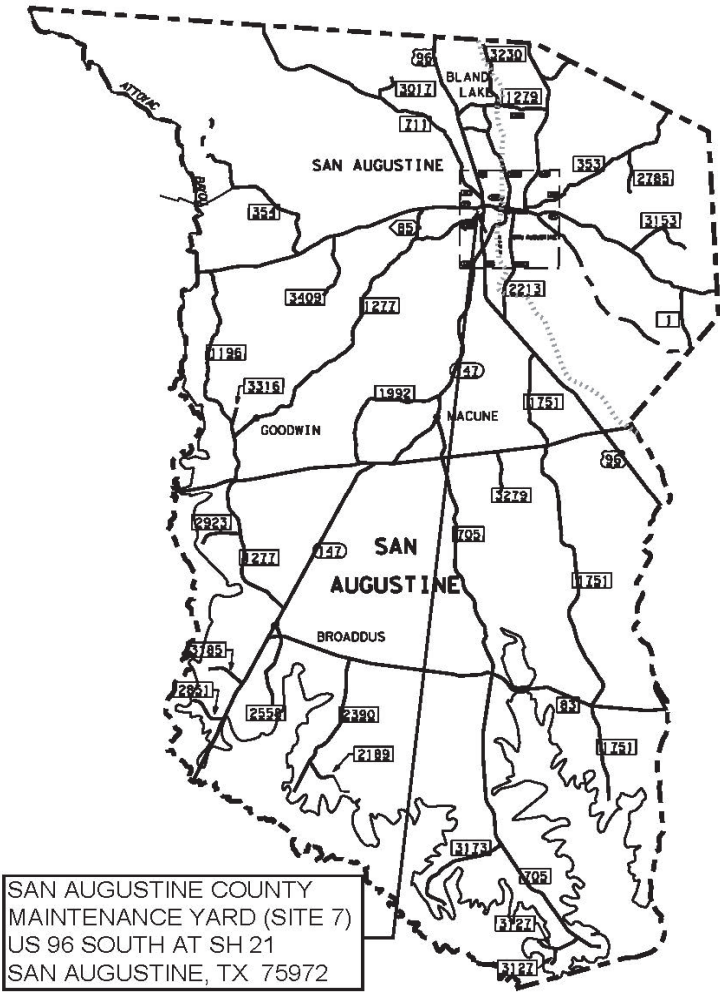 96
3230
BLAND
LAKE
3017
1279
711
ATTOYAC
SAN AUGUSTINE
353
2785
BAYOU
354
85
3153
SAN AUGUSTINE
3409
1277
2213
1
1196
147
3316
1992
1751
GOODWIN
MACUNE
96
3279
2923
705
147
SAN
AUGUSTINE
1277
1751
BROADDUS
3185
2851
2558
2390
83
1751
2189
3173
705
3127
3127
SAN AUGUSTINE COUNTY
MAINTENANCE YARD (SITE 7)
US 96 SOUTH AT SH 21
SAN AUGUSTINE, TX 75972